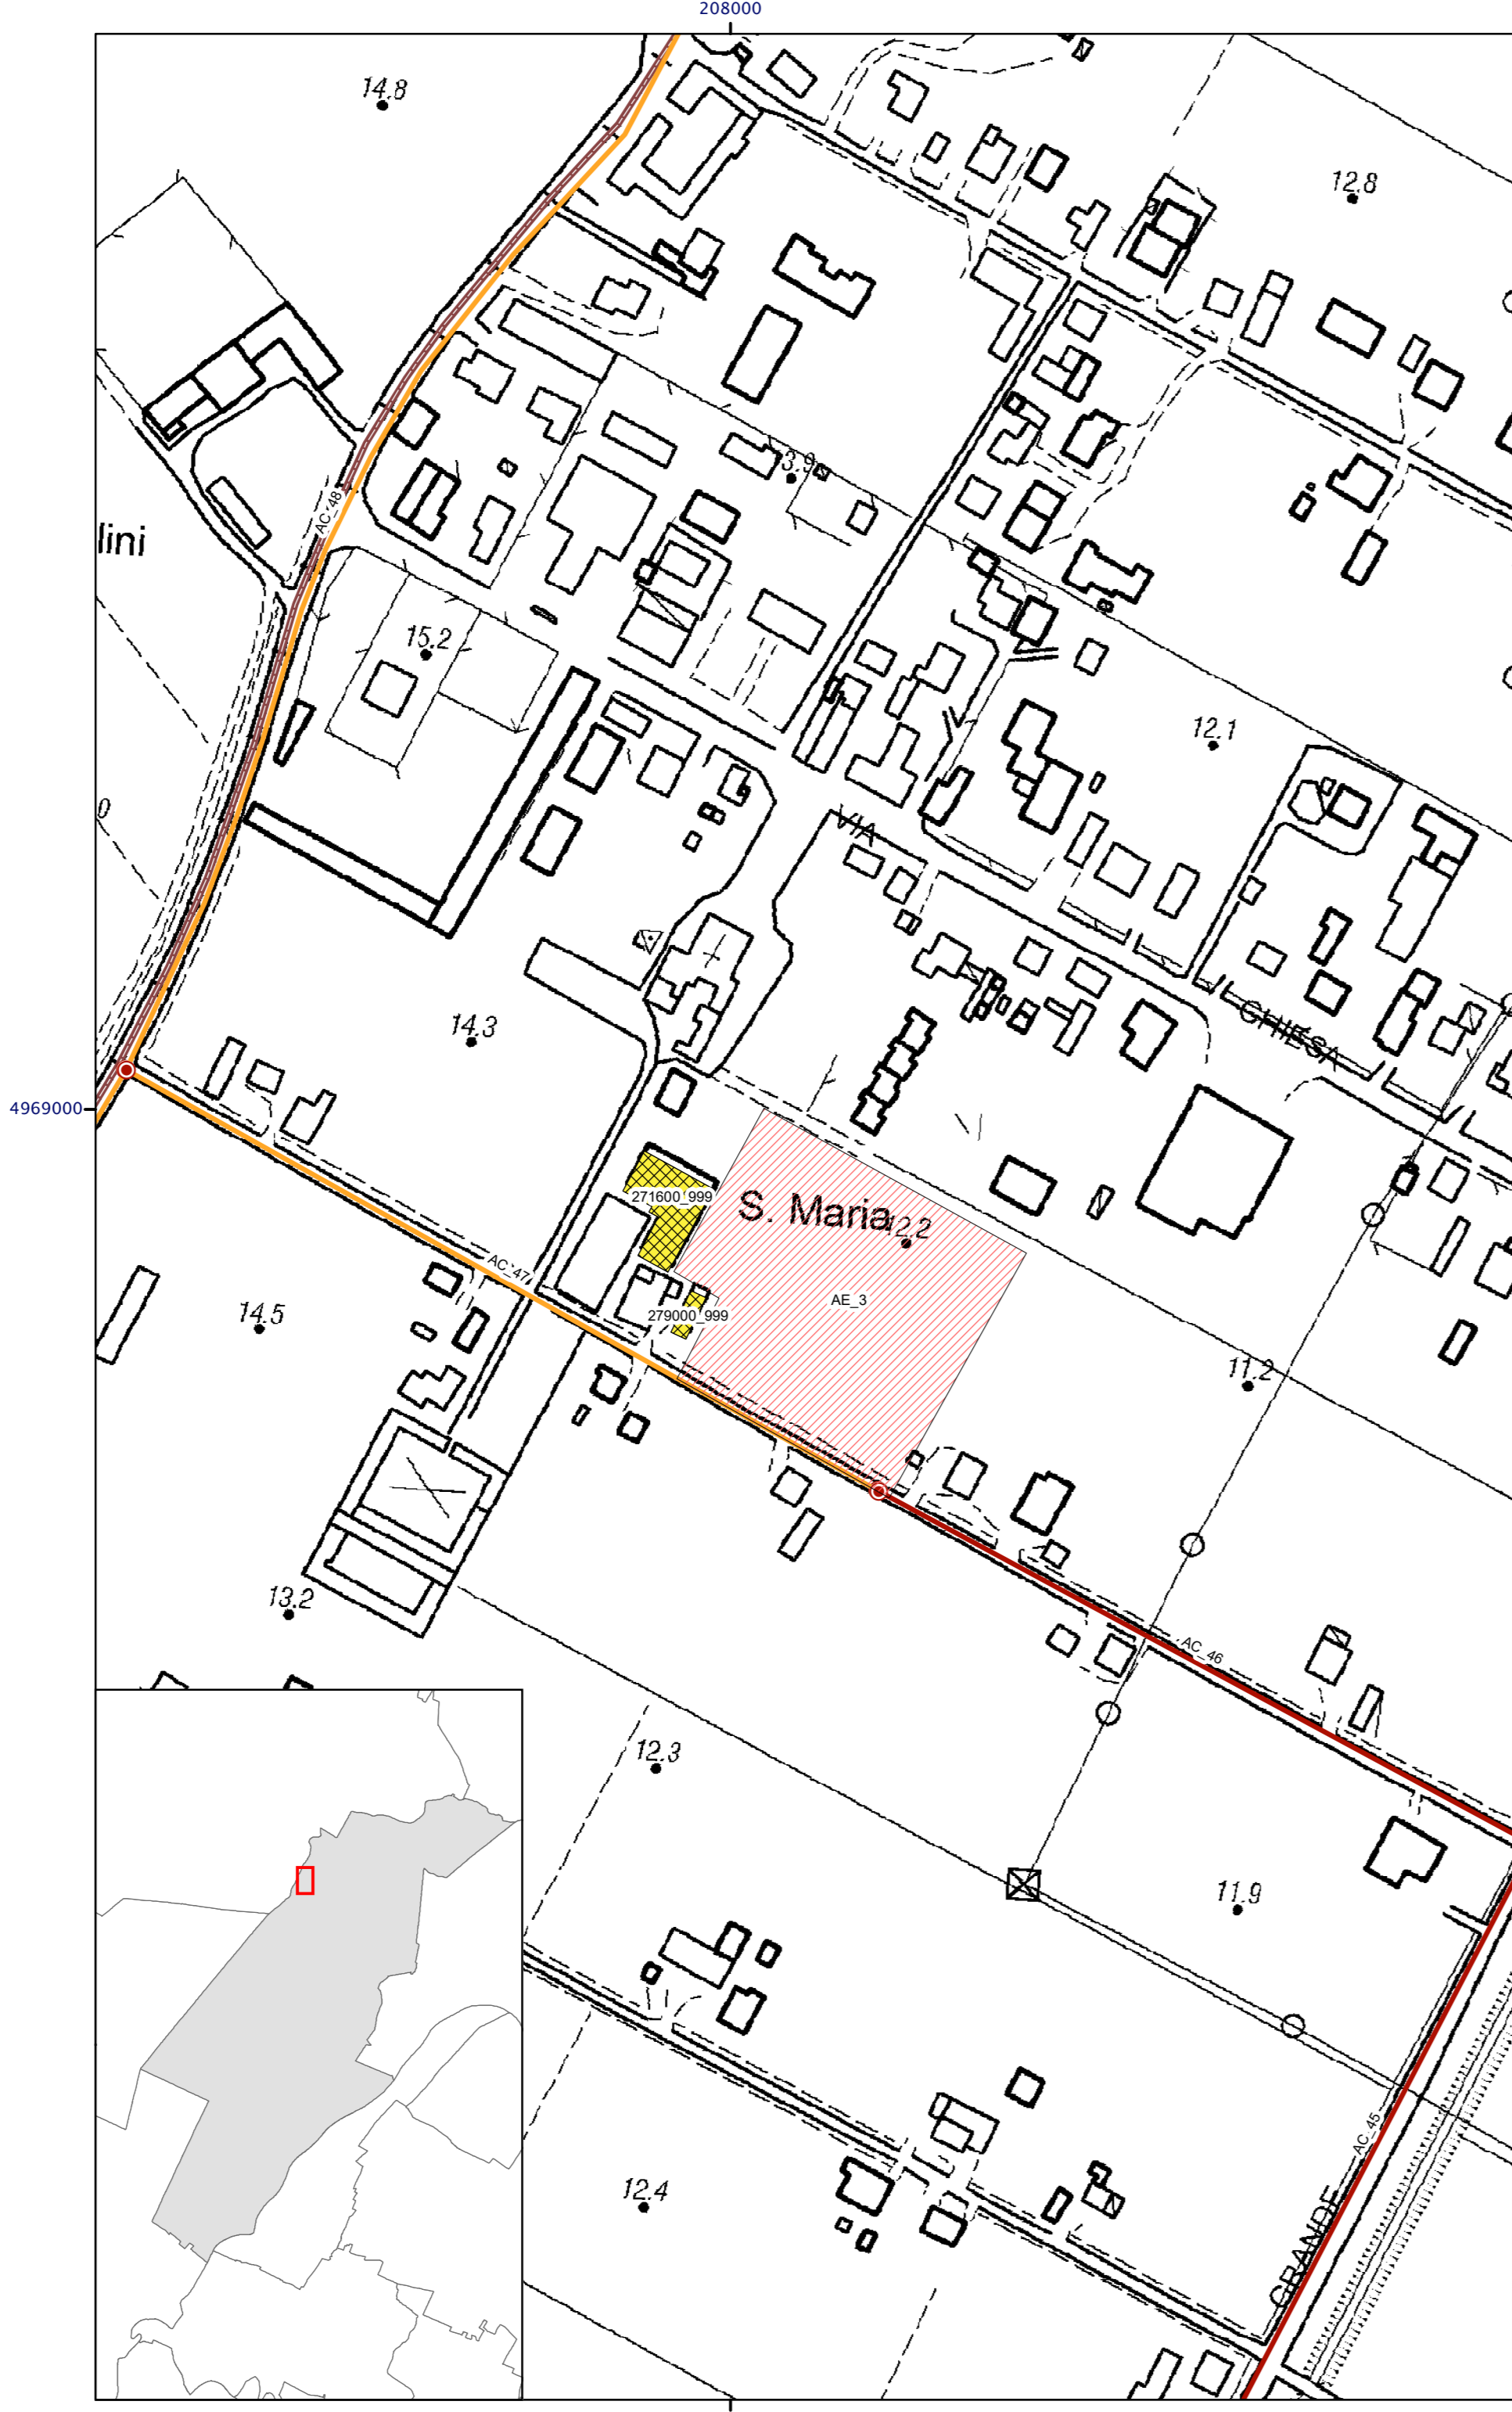 208000
14.8
12.8
3.9
AC_48
lini
15.2
12.1
0
VIA
14.3
CHIESA
4969000
271600_999
S. Maria
12.2
AC_47
AE_3
14.5
279000_999
11.2
13.2
AC_46
12.3
11.9
AC_45
12.4
GRANDE